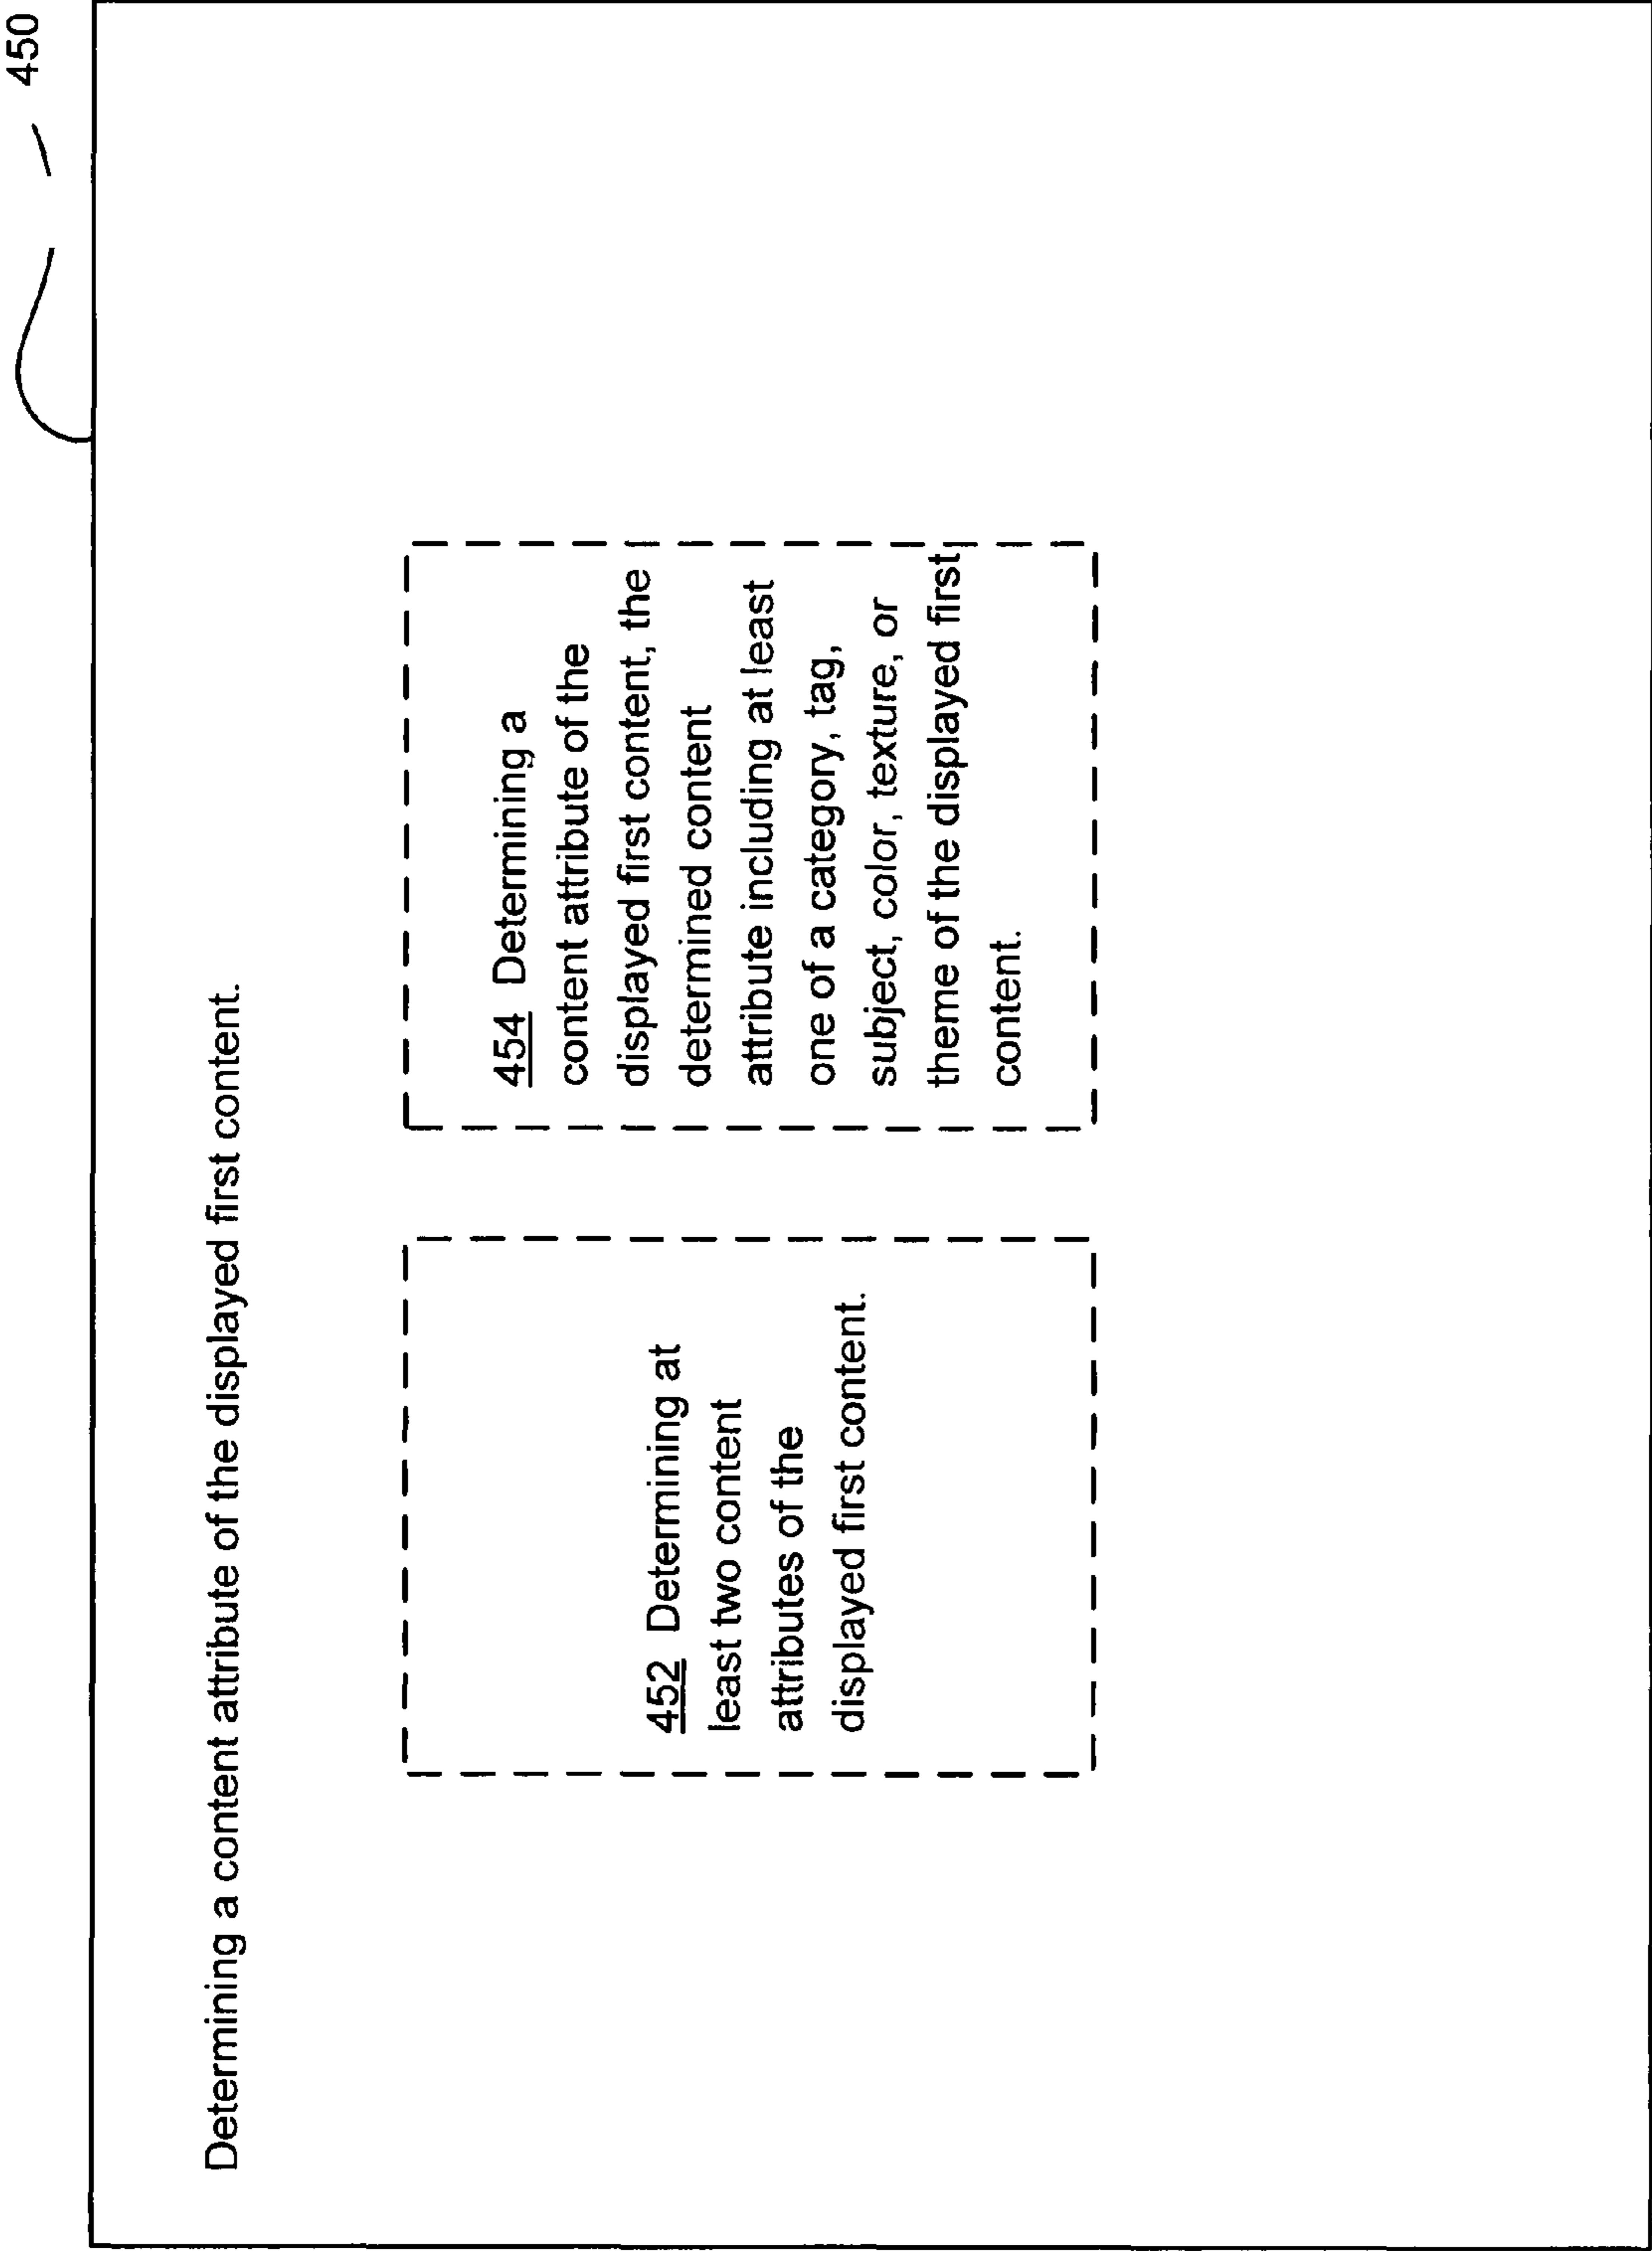 450
Determining a content attribute of the displayed first content.
452 Determining at
least two content
attributes of the
displayed first content.
454 Determining a
content attribute of the
displayed first content, the
determined content
attribute including at least
one of a category, tag,
subject, color, texture, or
theme of the displayed first
content.